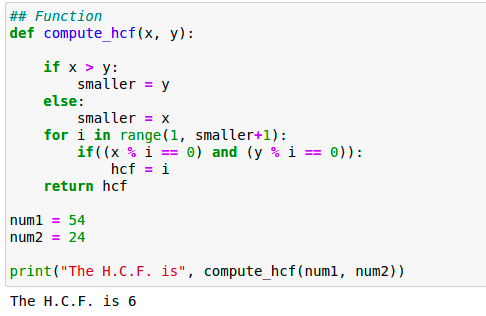 ## Function
def compute_hcf(x, y):
    if x > y:
        smaller = y
    else:
        smaller = x
    for i in range(1, smaller+1):
        if((x % i == 0) and (y % i == 0)):
            hcf = i
    return hcf
num1 = 54
num2 = 24
print("The H.C.F. is", compute_hcf(num1, num2))
The H.C.F. is 6